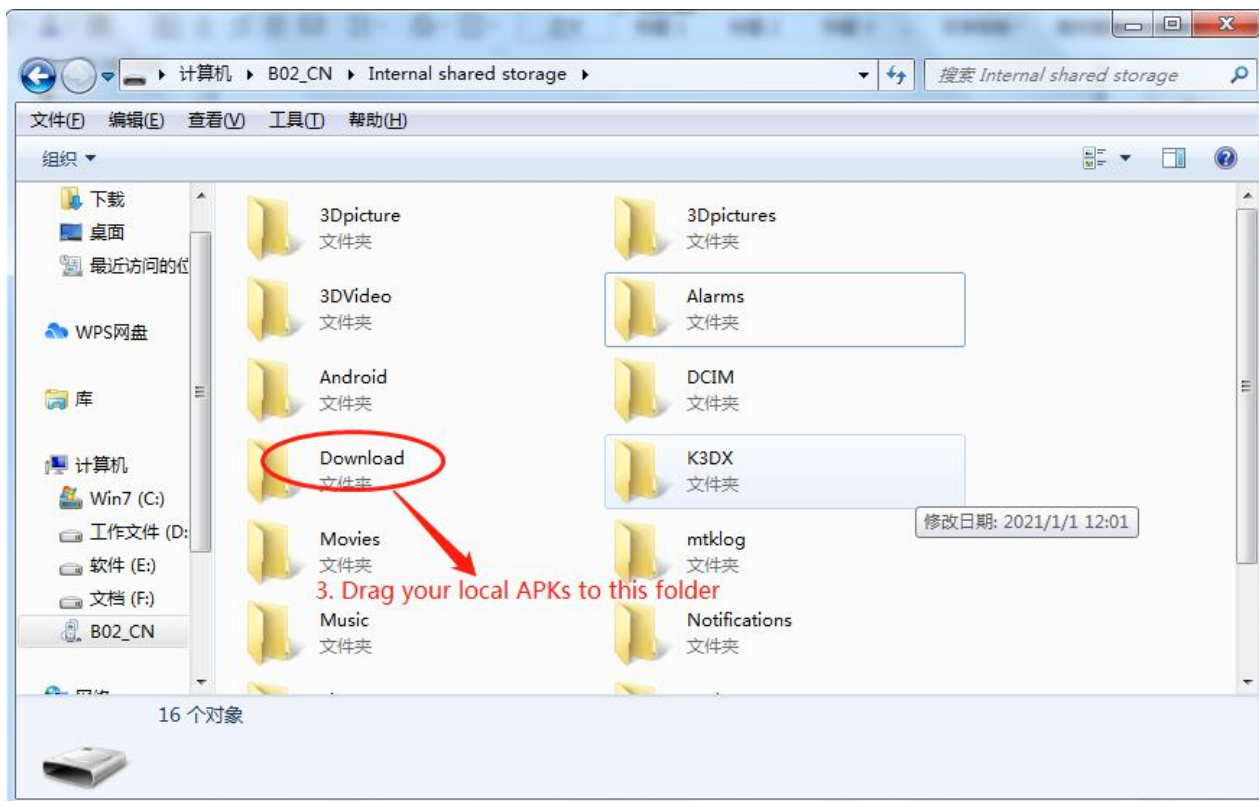 计算机 ▸ B02_CN ▸ Internal shared storage ▸
搜索 Internal shared storage
文件(F) 编辑(E) 查看(V) 工具(T) 帮助(H)
组织
下载
桌面
最近访问的位
WPS网盘
库
计算机
Win7 (C:)
工作文件 (D:
软件 (E:)
文档 (F:)
B02_CN
3Dpicture
文件夹
3Dpictures
文件夹
3DVideo
文件夹
Alarms
文件夹
Android
文件夹
DCIM
文件夹
Download
文件夹
K3DX
文件夹
修改日期: 2021/1/1 12:01
Movies
文件夹
mtklog
文件夹
3. Drag your local APKs to this folder
Music
文件夹
Notifications
文件夹
16 个对象